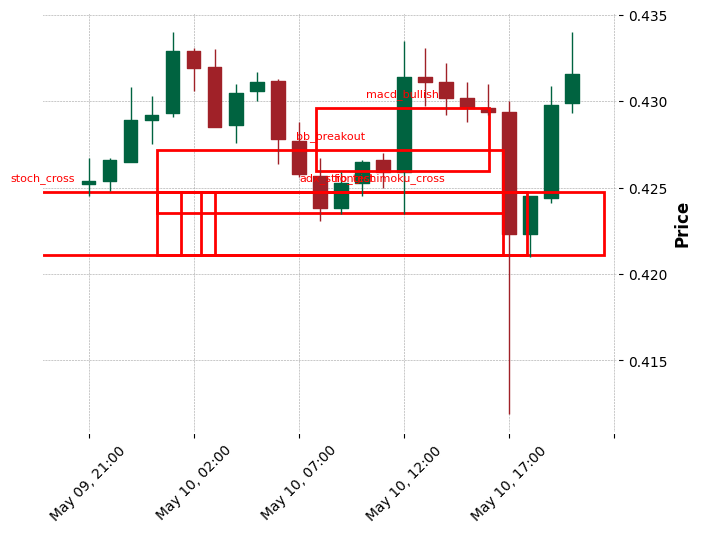 0.435
0.430
0.425
0.420
0.415
Price
macd_bullish
bb_breakout
stoch_cross
May 09, 21:00
May 10, 02:00
May 10, 07:00
May 10, 12:00
May 10, 17:00